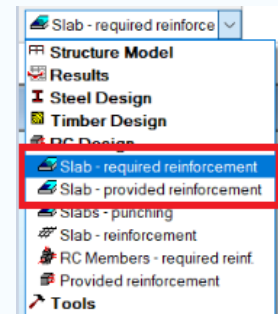 Slab - required reinforce
Structure Model
Results
Steel Design
Timber Design
RC Design
Slab - required reinforcement
Slab - provided reinforcement
Slabs - punching
Slab - reinforcement
RC Members - required reinf.
Provided reinforcement
Tools